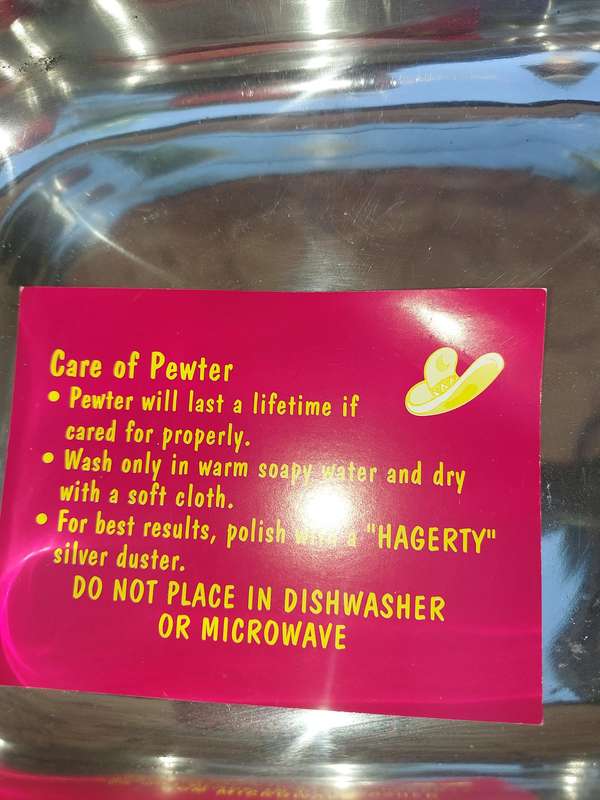 Care of Pewter
• Pewter will last a lifetime if
cared for properly.
• Wash only in warm soapy water and dry
with a soft cloth.
• For best results, polish with a "HAGERTY"
silver duster.
DO NOT PLACE IN DISHWASHER
OR MICROWAVE